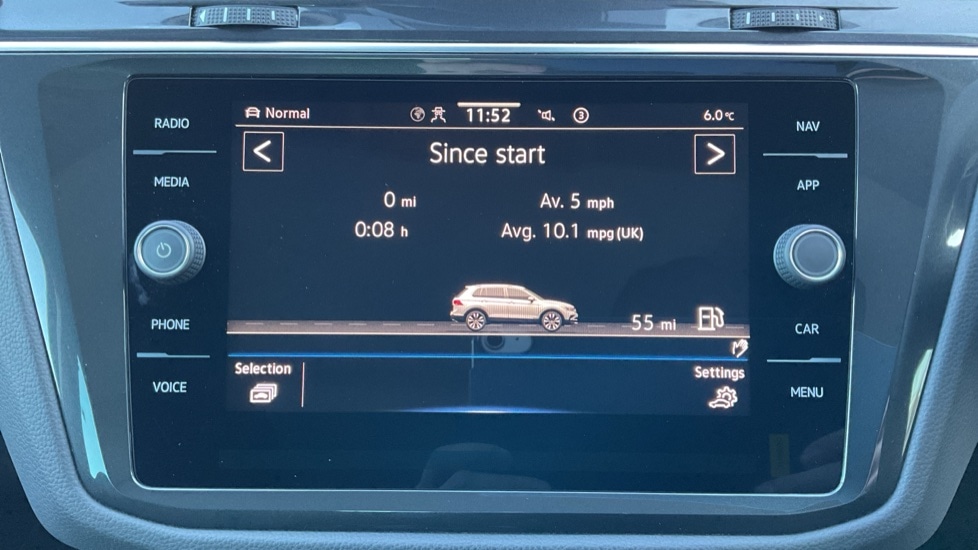 RADIO
MEDIA
PHONE
VOICE
Normal 11:52 3 6.0°C
< Since start >
0 mi Av. 5 mph
0:08 h Avg. 10.1 mpg (UK)
55 mi
Selection Settings
NAV
APP
CAR
MENU